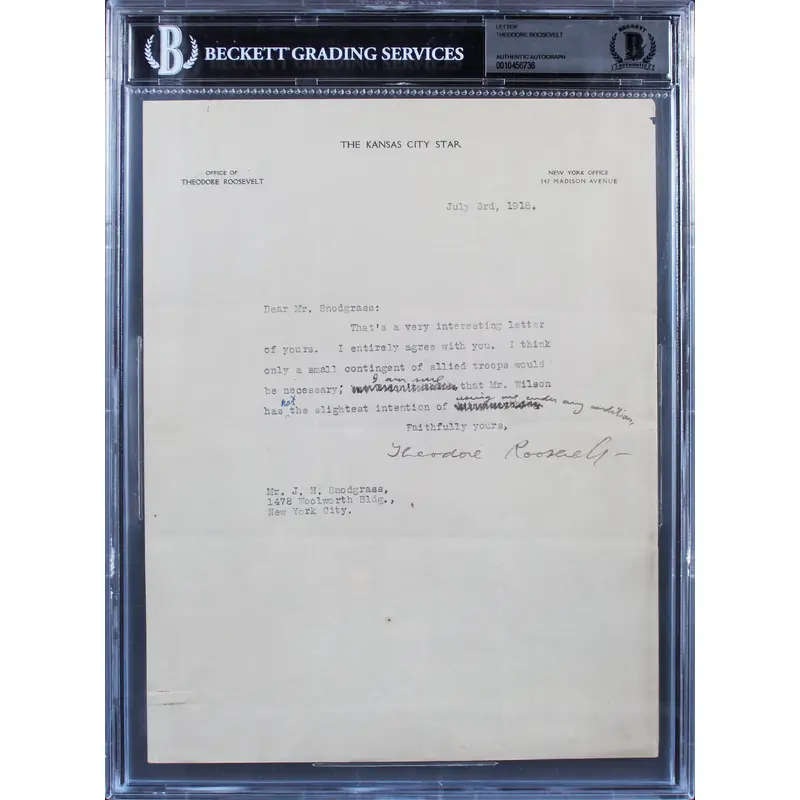 B BECKETT GRADING SERVICES
LETTER
THEODORE ROOSEVELT
AUTHENTIC AUTOGRAPH
0010456736
BECKETT
B
AUTHENTIC
THE KANSAS CITY STAR
OFFICE OF
THEODORE ROOSEVELT
NEW YORK OFFICE
347 MADISON AVENUE
July 3rd, 1918.
Dear Mr. Snodgrass:
That's a very interesting letter
of yours. I entirely agree with you. I think
only a small contingent of allied troops would
be necessary; I am sure that Mr. Wilson
has not the slightest intention of using me under any condition,
Faithfully yours,
Theodore Roosevelt
Mr. J. H. Snodgrass,
1478 Woolworth Bldg.,
New York City.